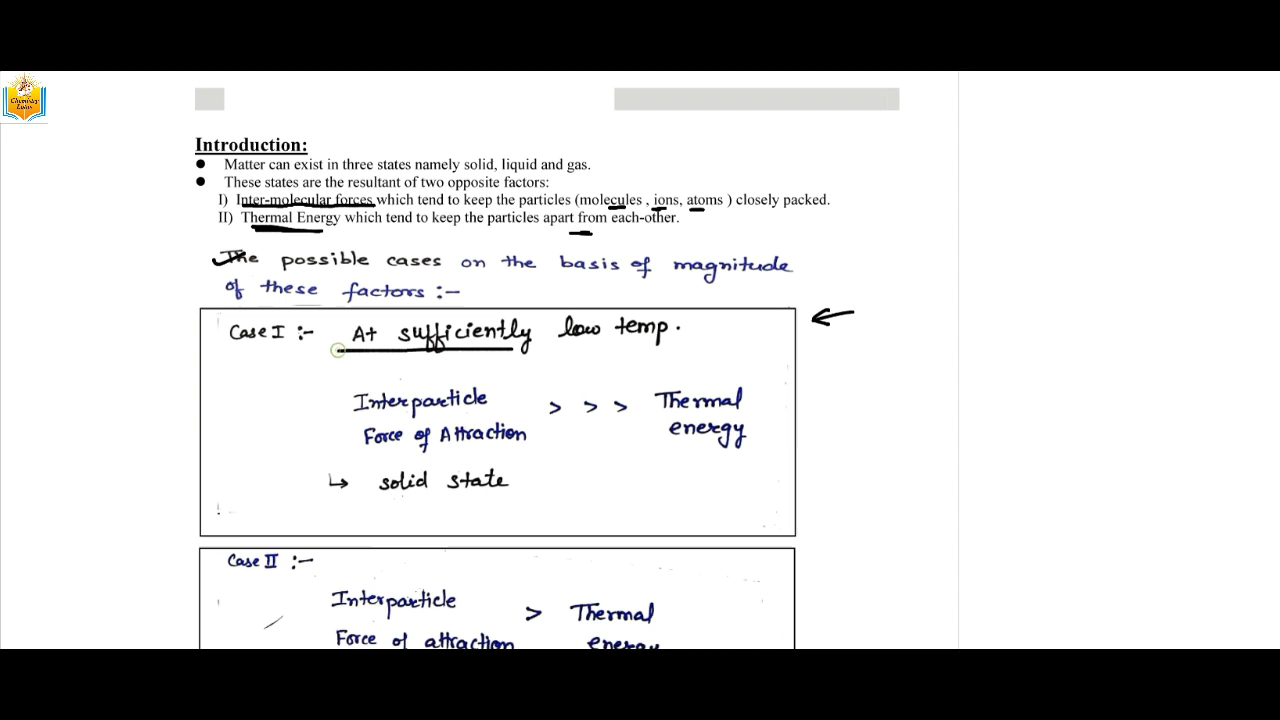 Chemistry
Introduction:
● Matter can exist in three states namely solid, liquid and gas.
● These states are the resultant of two opposite factors:
I) Inter-molecular forces which tend to keep the particles (molecules , ions, atoms ) closely packed.
II) Thermal Energy which tend to keep the particles apart from each-other.
The possible cases on the basis of magnitude
of these factors :-
Case I :- At sufficiently low temp.
Interparticle > > > Thermal
Force of Attraction energy
↳ solid state
Case II :-
Interparticle > Thermal
Force of attraction energy